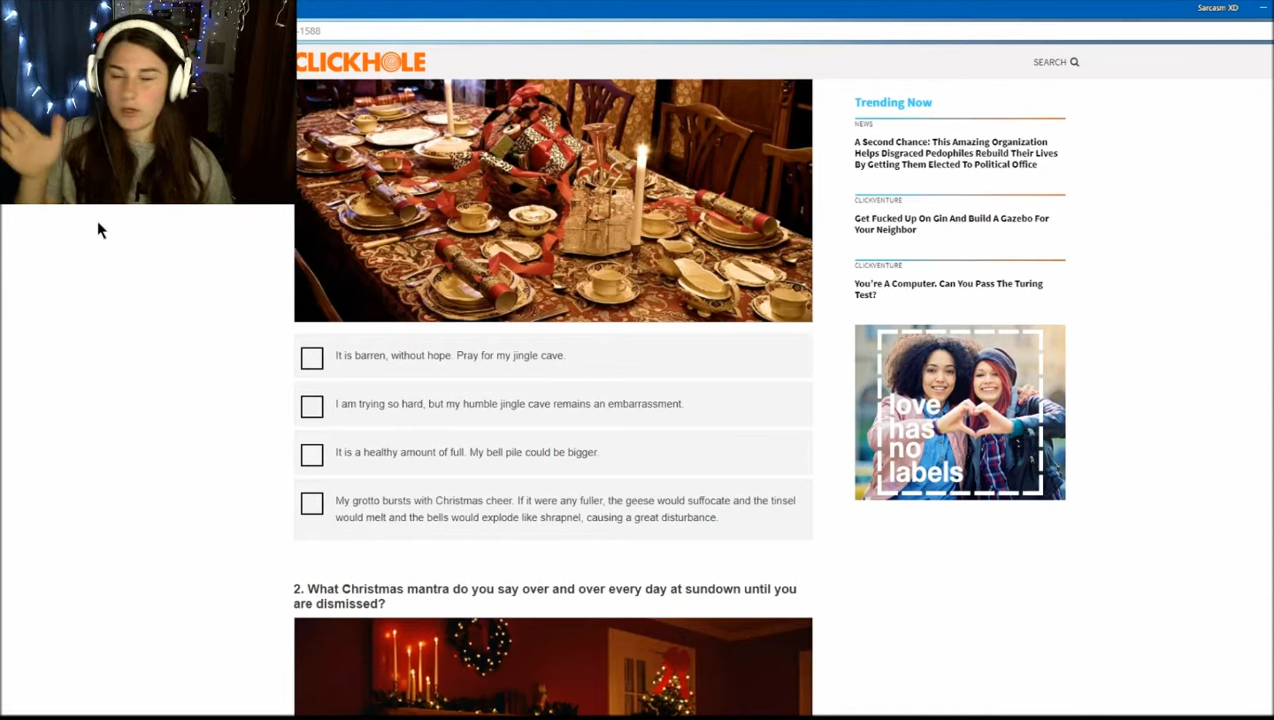 Sarcasm XD
-1588
CLICKHOLE
SEARCH
Trending Now
NEWS
A Second Chance: This Amazing Organization
Helps Disgraced Pedophiles Rebuild Their Lives
By Getting Them Elected To Political Office
CLICKVENTURE
Get Fucked Up On Gin And Build A Gazebo For
Your Neighbor
CLICKVENTURE
You're A Computer. Can You Pass The Turing
Test?
love
has
no
labels
It is barren, without hope. Pray for my jingle cave.
I am trying so hard, but my humble jingle cave remains an embarrassment.
It is a healthy amount of full. My bell pile could be bigger.
My grotto bursts with Christmas cheer. If it were any fuller, the geese would suffocate and the tinsel
would melt and the bells would explode like shrapnel, causing a great disturbance.
2. What Christmas mantra do you say over and over every day at sundown until you
are dismissed?